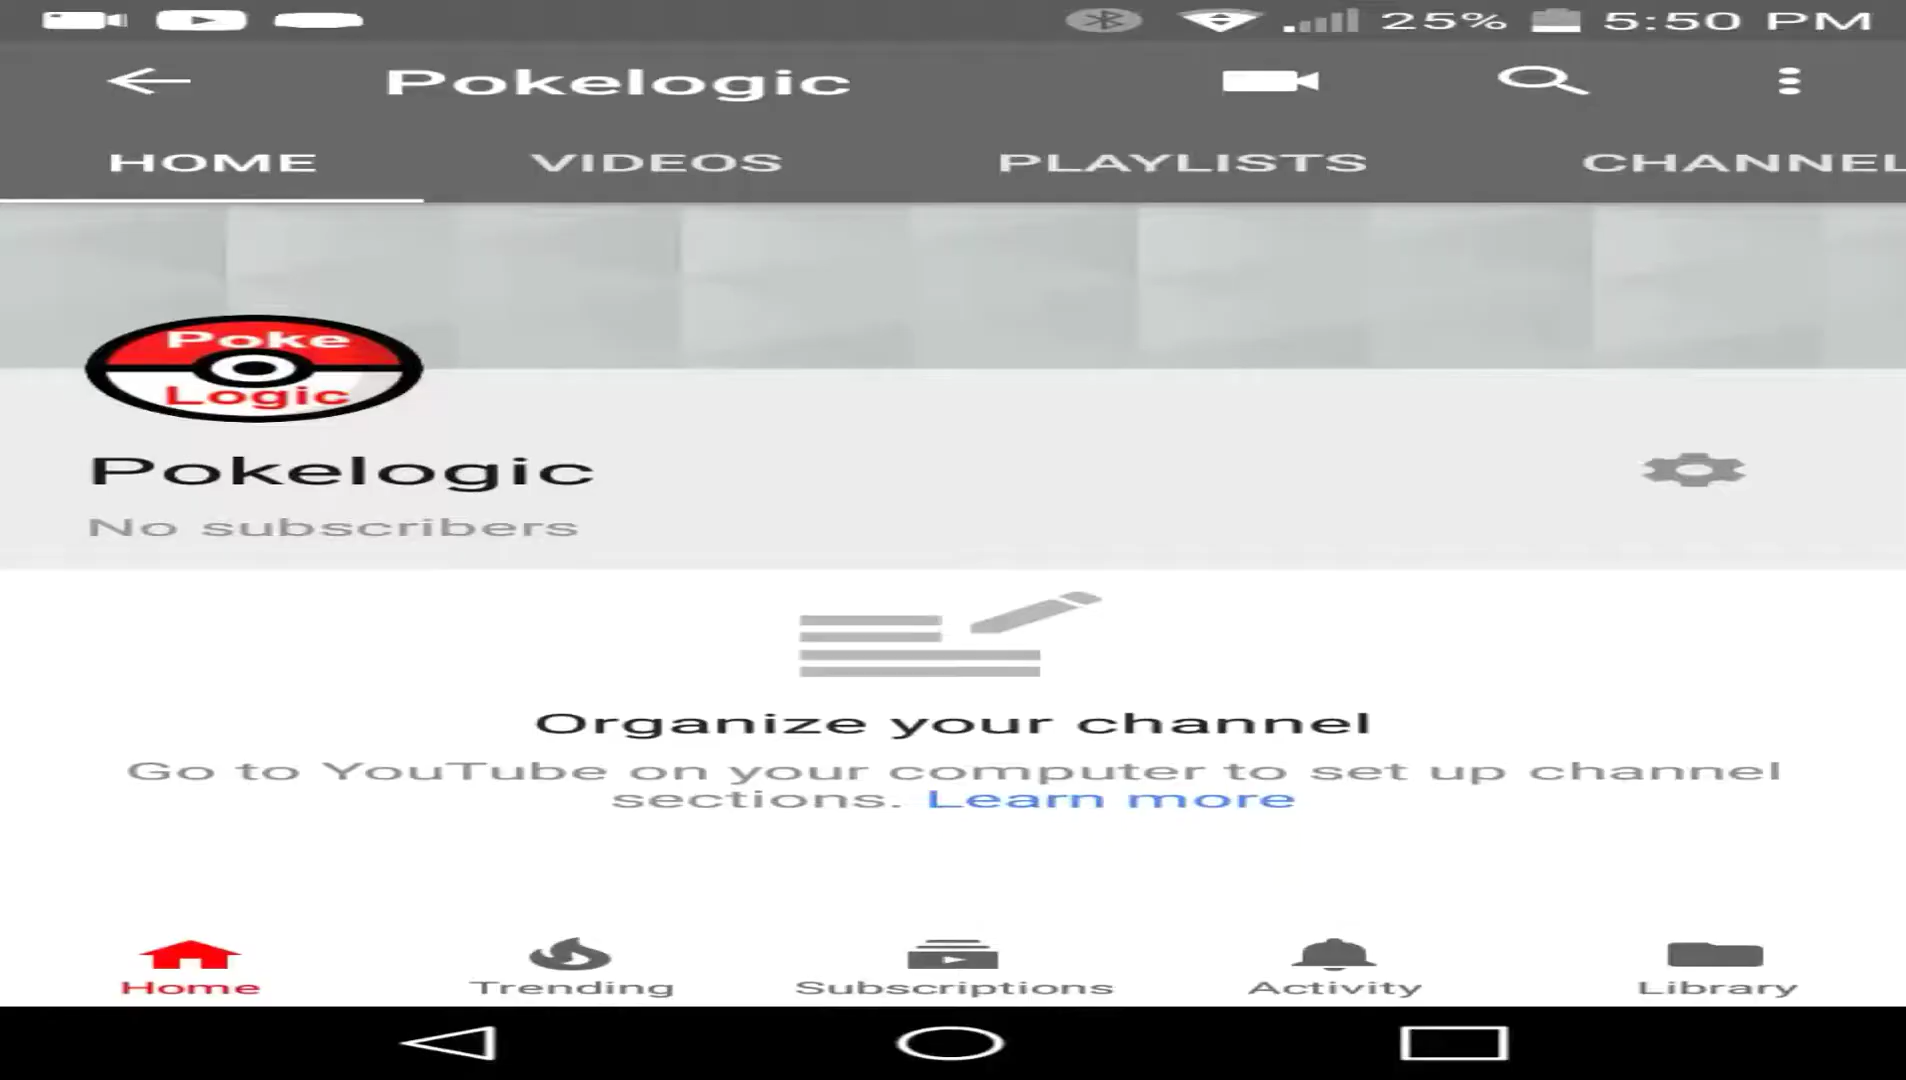 25% 5:50 PM
Pokelogic
HOME VIDEOS PLAYLISTS CHANNEL
Poke
Logic
Pokelogic
No subscribers
Organize your channel
Go to YouTube on your computer to set up channel
sections. Learn more
Home Trending Subscriptions Activity Library